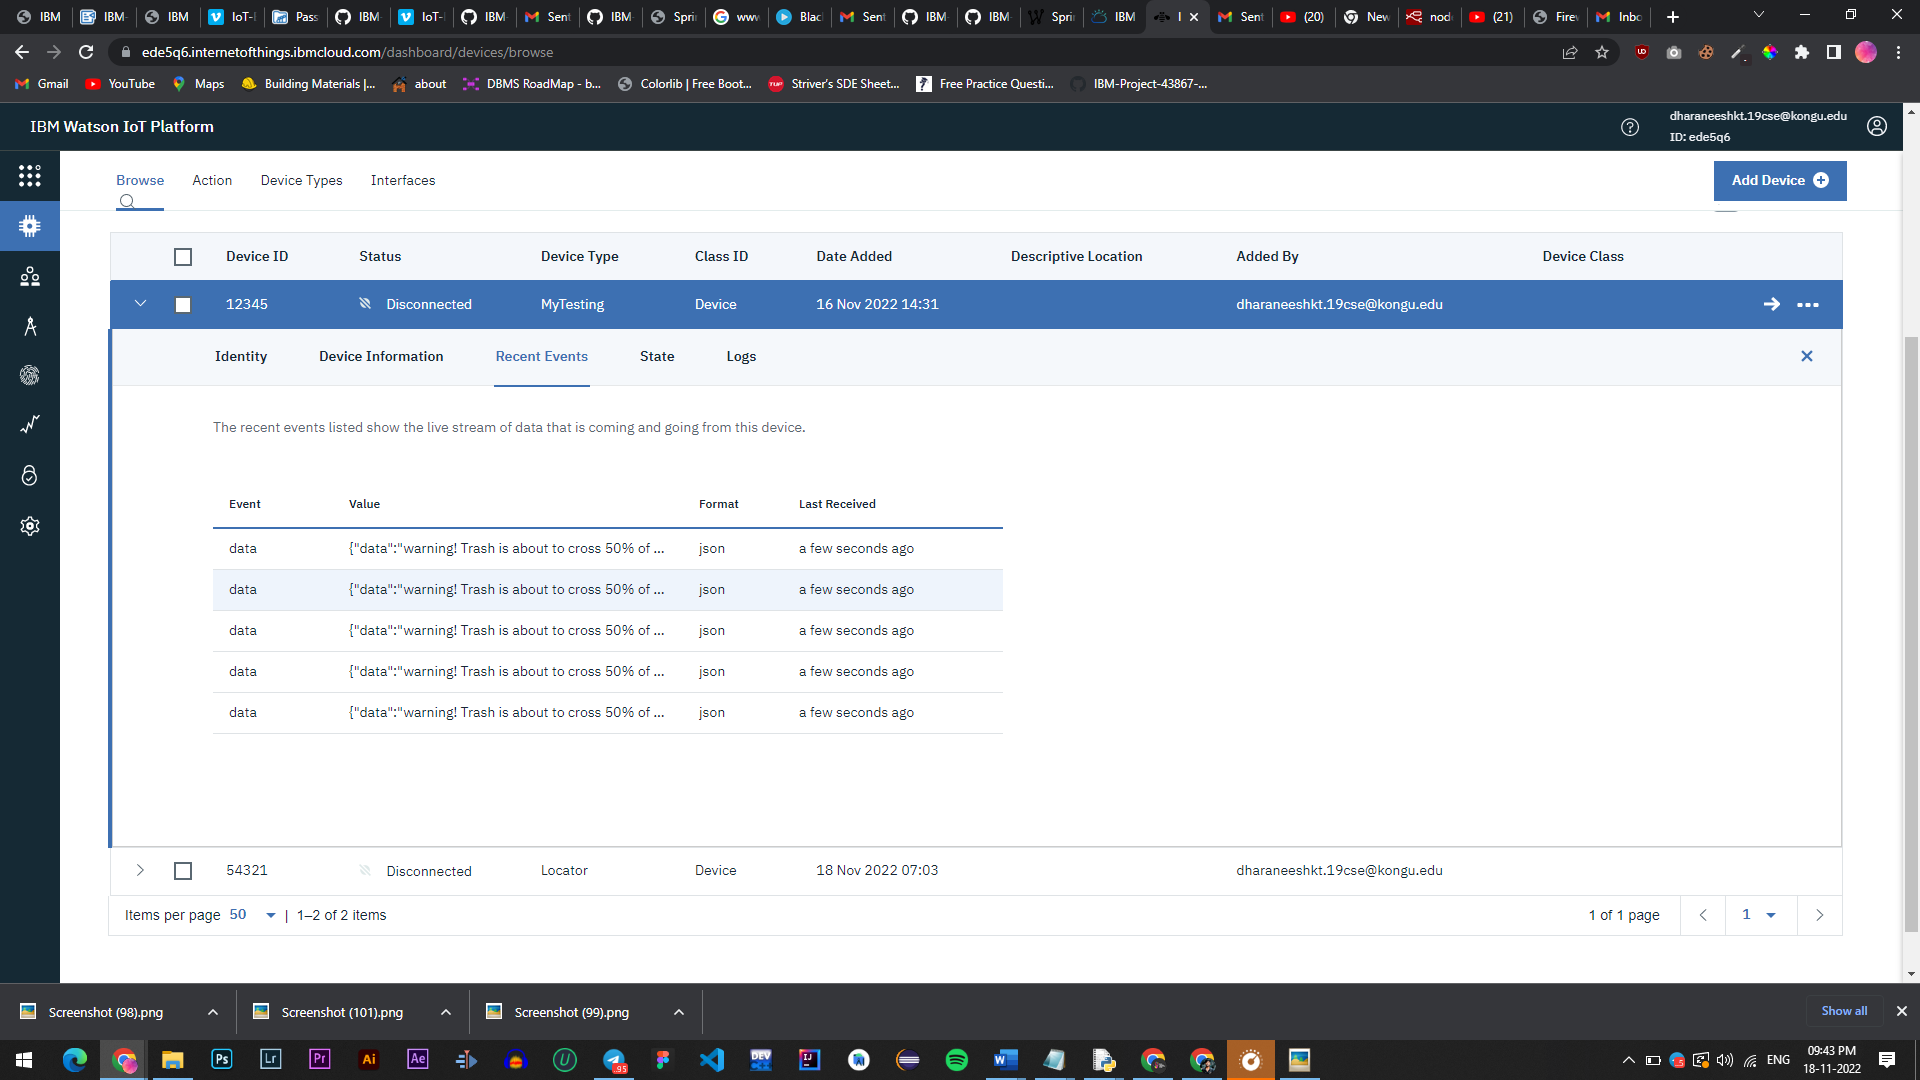 IBM IBM- IBM IoT- Pass IBM- IoT- IBM- Sent IBM- Spri www Blac Sent IBM- IBM- Spri IBM I Sent (20) New node (21) Firew Inbo
ede5q6.internetofthings.ibmcloud.com/dashboard/devices/browse
Gmail YouTube Maps Building Materials |... about DBMS RoadMap - b... Colorlib | Free Boot... Striver's SDE Sheet... Free Practice Questi... IBM-Project-43867-...
IBM Watson IoT Platform
dharaneeshkt.19cse@kongu.edu
ID: ede5q6
Browse Action Device Types Interfaces
Add Device
Device ID Status Device Type Class ID Date Added Descriptive Location Added By Device Class
12345 Disconnected MyTesting Device 16 Nov 2022 14:31 dharaneeshkt.19cse@kongu.edu
Identity Device Information Recent Events State Logs
The recent events listed show the live stream of data that is coming and going from this device.
Event Value Format Last Received
data {"data":"warning! Trash is about to cross 50% of ... json a few seconds ago
data {"data":"warning! Trash is about to cross 50% of ... json a few seconds ago
data {"data":"warning! Trash is about to cross 50% of ... json a few seconds ago
data {"data":"warning! Trash is about to cross 50% of ... json a few seconds ago
data {"data":"warning! Trash is about to cross 50% of ... json a few seconds ago
54321 Disconnected Locator Device 18 Nov 2022 07:03 dharaneeshkt.19cse@kongu.edu
Items per page 50 | 1–2 of 2 items 1 of 1 page 1
Screenshot (98).png Screenshot (101).png Screenshot (99).png Show all
Ps Lr Pr Ai Ae DEV 95 ENG
09:43 PM
18-11-2022